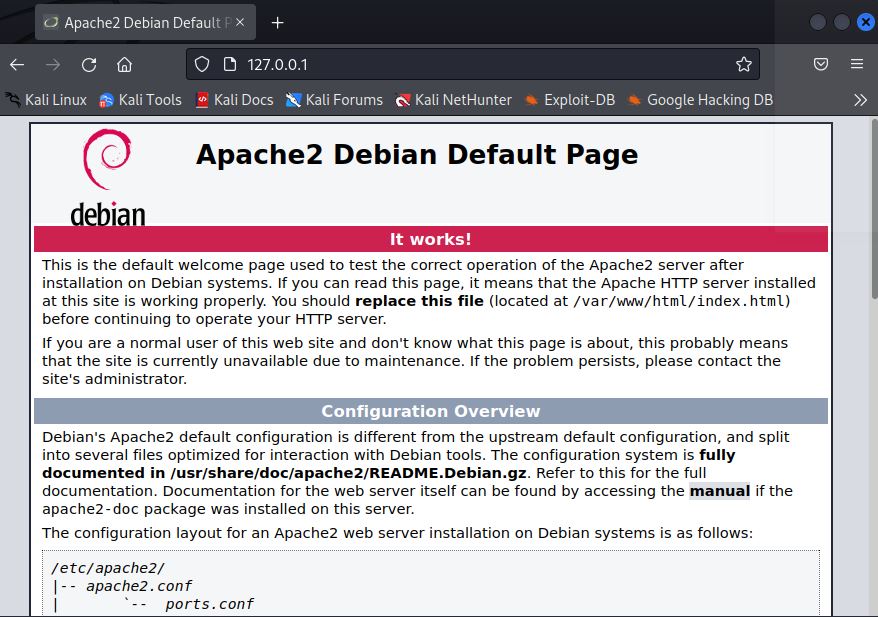 Apache2 Debian Default P
127.0.0.1
Kali Linux Kali Tools Kali Docs Kali Forums Kali NetHunter Exploit-DB Google Hacking DB
Apache2 Debian Default Page
debian
It works!
This is the default welcome page used to test the correct operation of the Apache2 server after
installation on Debian systems. If you can read this page, it means that the Apache HTTP server installed
at this site is working properly. You should replace this file (located at /var/www/html/index.html)
before continuing to operate your HTTP server.
If you are a normal user of this web site and don't know what this page is about, this probably means
that the site is currently unavailable due to maintenance. If the problem persists, please contact the
site's administrator.
Configuration Overview
Debian's Apache2 default configuration is different from the upstream default configuration, and split
into several files optimized for interaction with Debian tools. The configuration system is fully
documented in /usr/share/doc/apache2/README.Debian.gz. Refer to this for the full
documentation. Documentation for the web server itself can be found by accessing the manual if the
apache2-doc package was installed on this server.
The configuration layout for an Apache2 web server installation on Debian systems is as follows:
/etc/apache2/
|-- apache2.conf
|       `--  ports.conf